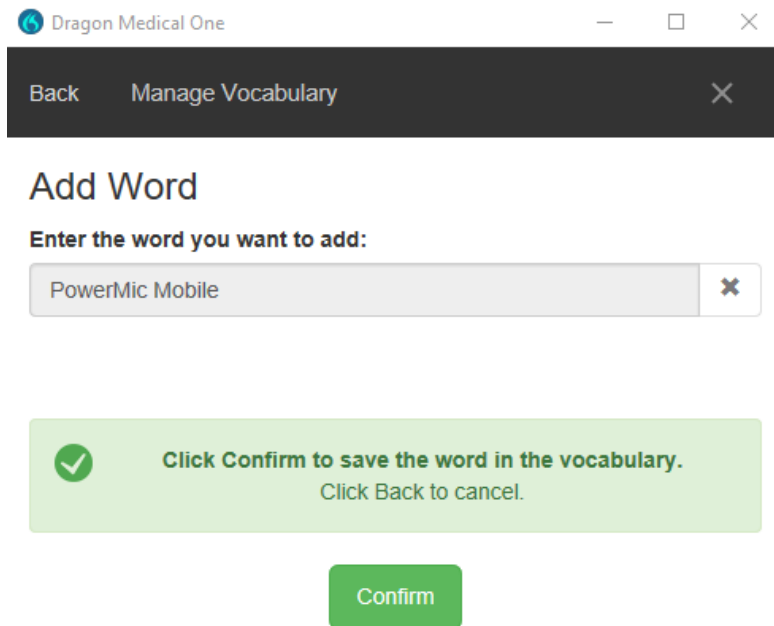 Dragon Medical One
Back Manage Vocabulary
Add Word
Enter the word you want to add:
PowerMic Mobile
Click Confirm to save the word in the vocabulary.
Click Back to cancel.
Confirm